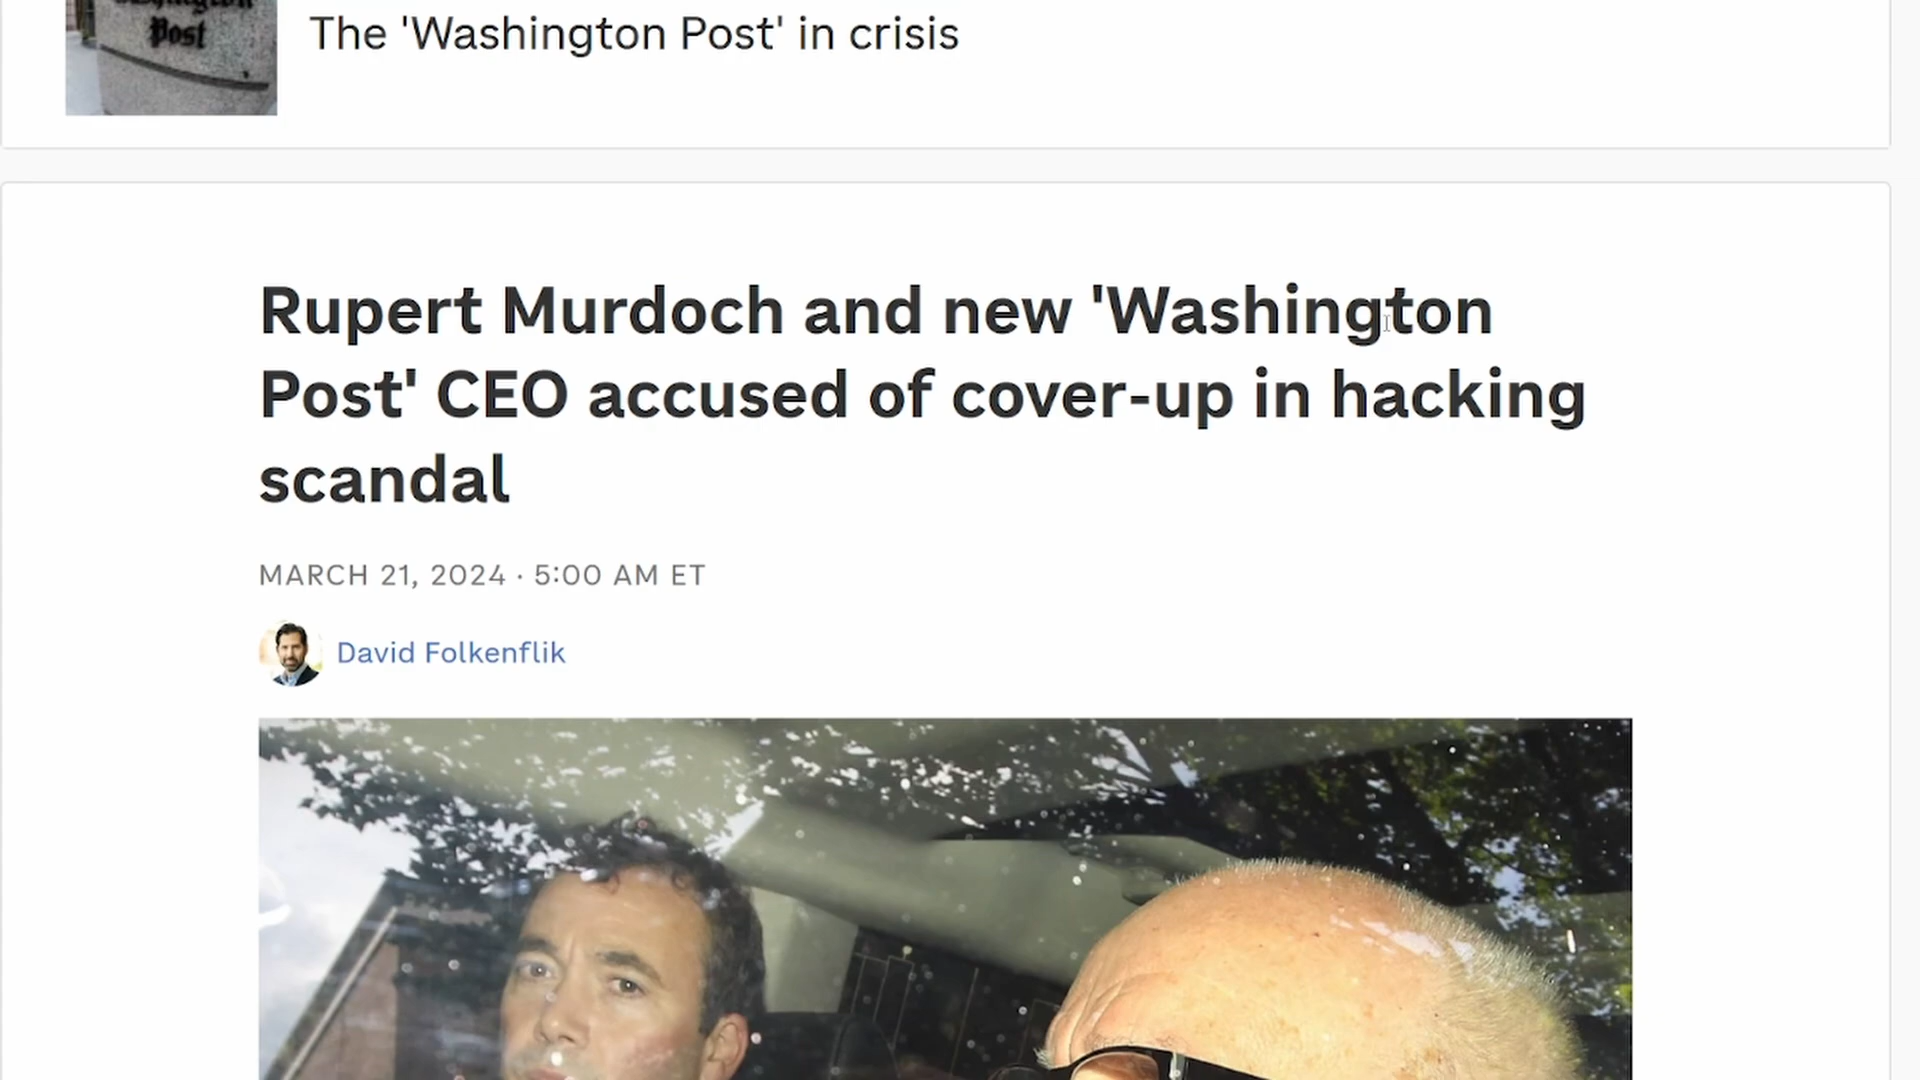 Post
The 'Washington Post' in crisis
Rupert Murdoch and new 'Washington
Post' CEO accused of cover-up in hacking
scandal
MARCH 21, 2024 · 5:00 AM ET
David Folkenflik